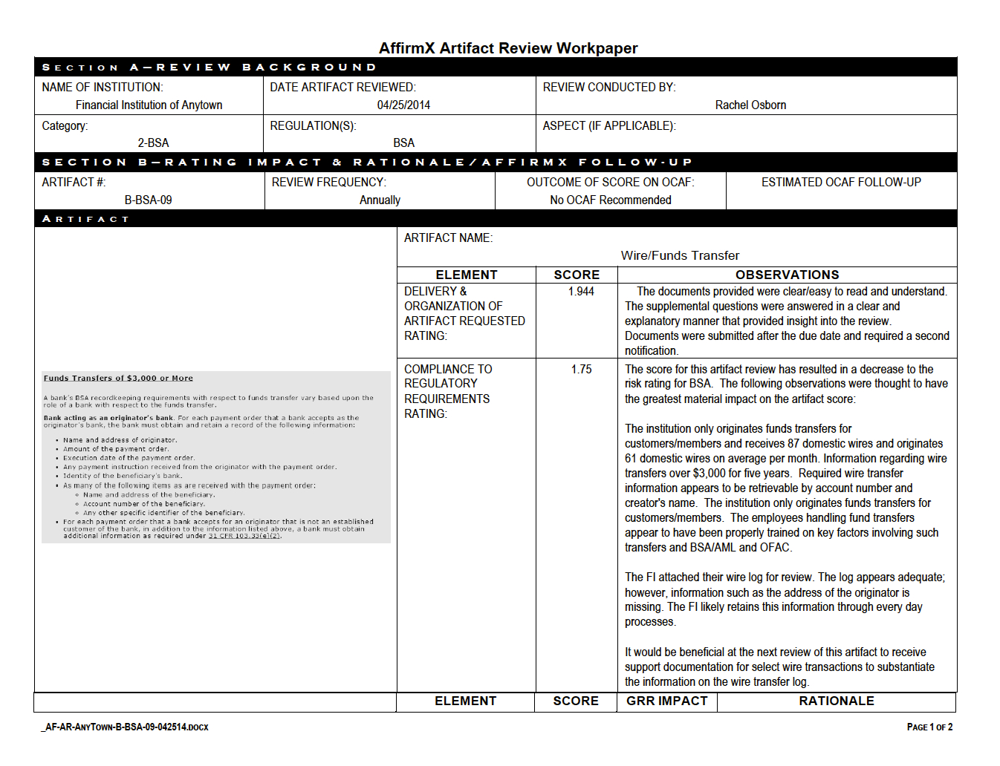 AffirmX Artifact Review Workpaper
SECTION A—REVIEW BACKGROUND
NAME OF INSTITUTION:
Financial Institution of Anytown
DATE ARTIFACT REVIEWED:
04/25/2014
REVIEW CONDUCTED BY:
Rachel Osborn
Category:
2-BSA
REGULATION(S):
BSA
ASPECT (IF APPLICABLE):
SECTION B—RATING IMPACT & RATIONALE/AFFIRMX FOLLOW-UP
ARTIFACT #:
B-BSA-09
REVIEW FREQUENCY:
Annually
OUTCOME OF SCORE ON OCAF:
No OCAF Recommended
ESTIMATED OCAF FOLLOW-UP
ARTIFACT
Funds Transfers of $3,000 or More
A bank's BSA recordkeeping requirements with respect to funds transfer vary based upon the
role of a bank with respect to the funds transfer.
Bank acting as an originator's bank. For each payment order that a bank accepts as the
originator's bank, the bank must obtain and retain a record of the following information:
• Name and address of originator.
• Amount of the payment order.
• Execution date of the payment order.
• Any payment instruction received from the originator with the payment order.
• Identity of the beneficiary's bank.
• As many of the following items as are received with the payment order:
o Name and address of the beneficiary.
o Account number of the beneficiary.
o Any other specific identifier of the beneficiary.
• For each payment order that a bank accepts for an originator that is not an established
customer of the bank, in addition to the information listed above, a bank must obtain
additional information as required under 31 CFR 103.33(e)(2).
ARTIFACT NAME:
Wire/Funds Transfer
ELEMENT SCORE OBSERVATIONS
DELIVERY &
ORGANIZATION OF
ARTIFACT REQUESTED
RATING:
1.944
The documents provided were clear/easy to read and understand.
The supplemental questions were answered in a clear and
explanatory manner that provided insight into the review.
Documents were submitted after the due date and required a second
notification.
COMPLIANCE TO
REGULATORY
REQUIREMENTS
RATING:
1.75
The score for this artifact review has resulted in a decrease to the
risk rating for BSA. The following observations were thought to have
the greatest material impact on the artifact score:
The institution only originates funds transfers for
customers/members and receives 87 domestic wires and originates
61 domestic wires on average per month. Information regarding wire
transfers over $3,000 for five years. Required wire transfer
information appears to be retrievable by account number and
creator's name. The institution only originates funds transfers for
customers/members. The employees handling fund transfers
appear to have been properly trained on key factors involving such
transfers and BSA/AML and OFAC.
The FI attached their wire log for review. The log appears adequate;
however, information such as the address of the originator is
missing. The FI likely retains this information through every day
processes.
It would be beneficial at the next review of this artifact to receive
support documentation for select wire transactions to substantiate
the information on the wire transfer log.
ELEMENT SCORE GRR IMPACT RATIONALE
_AF-AR-ANYTOWN-B-BSA-09-042514.DOCX
PAGE 1 OF 2